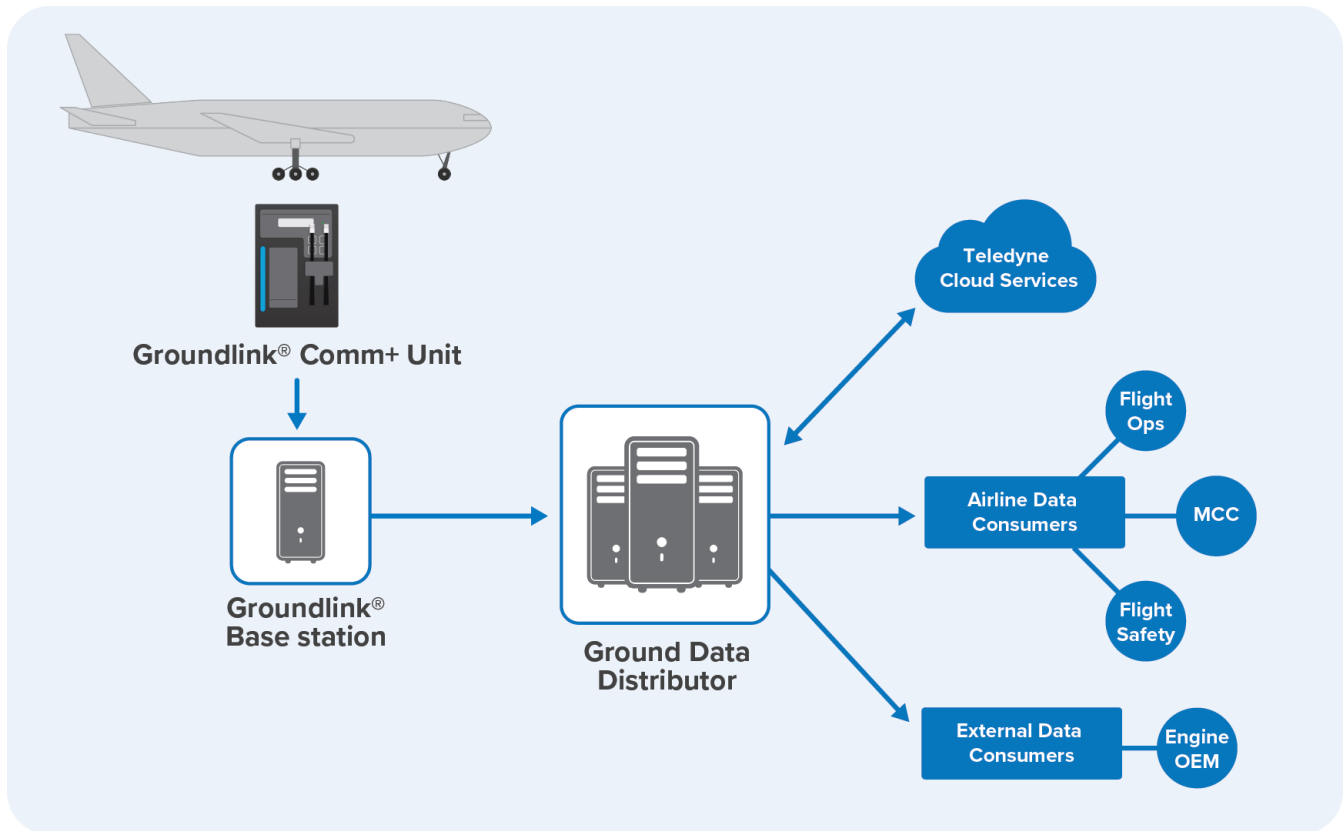 Groundlink® Comm+ Unit
Groundlink®
Base station
Ground Data
Distributor
Teledyne
Cloud Services
Airline Data
Consumers
Flight
Ops
MCC
Flight
Safety
External Data
Consumers
Engine
OEM